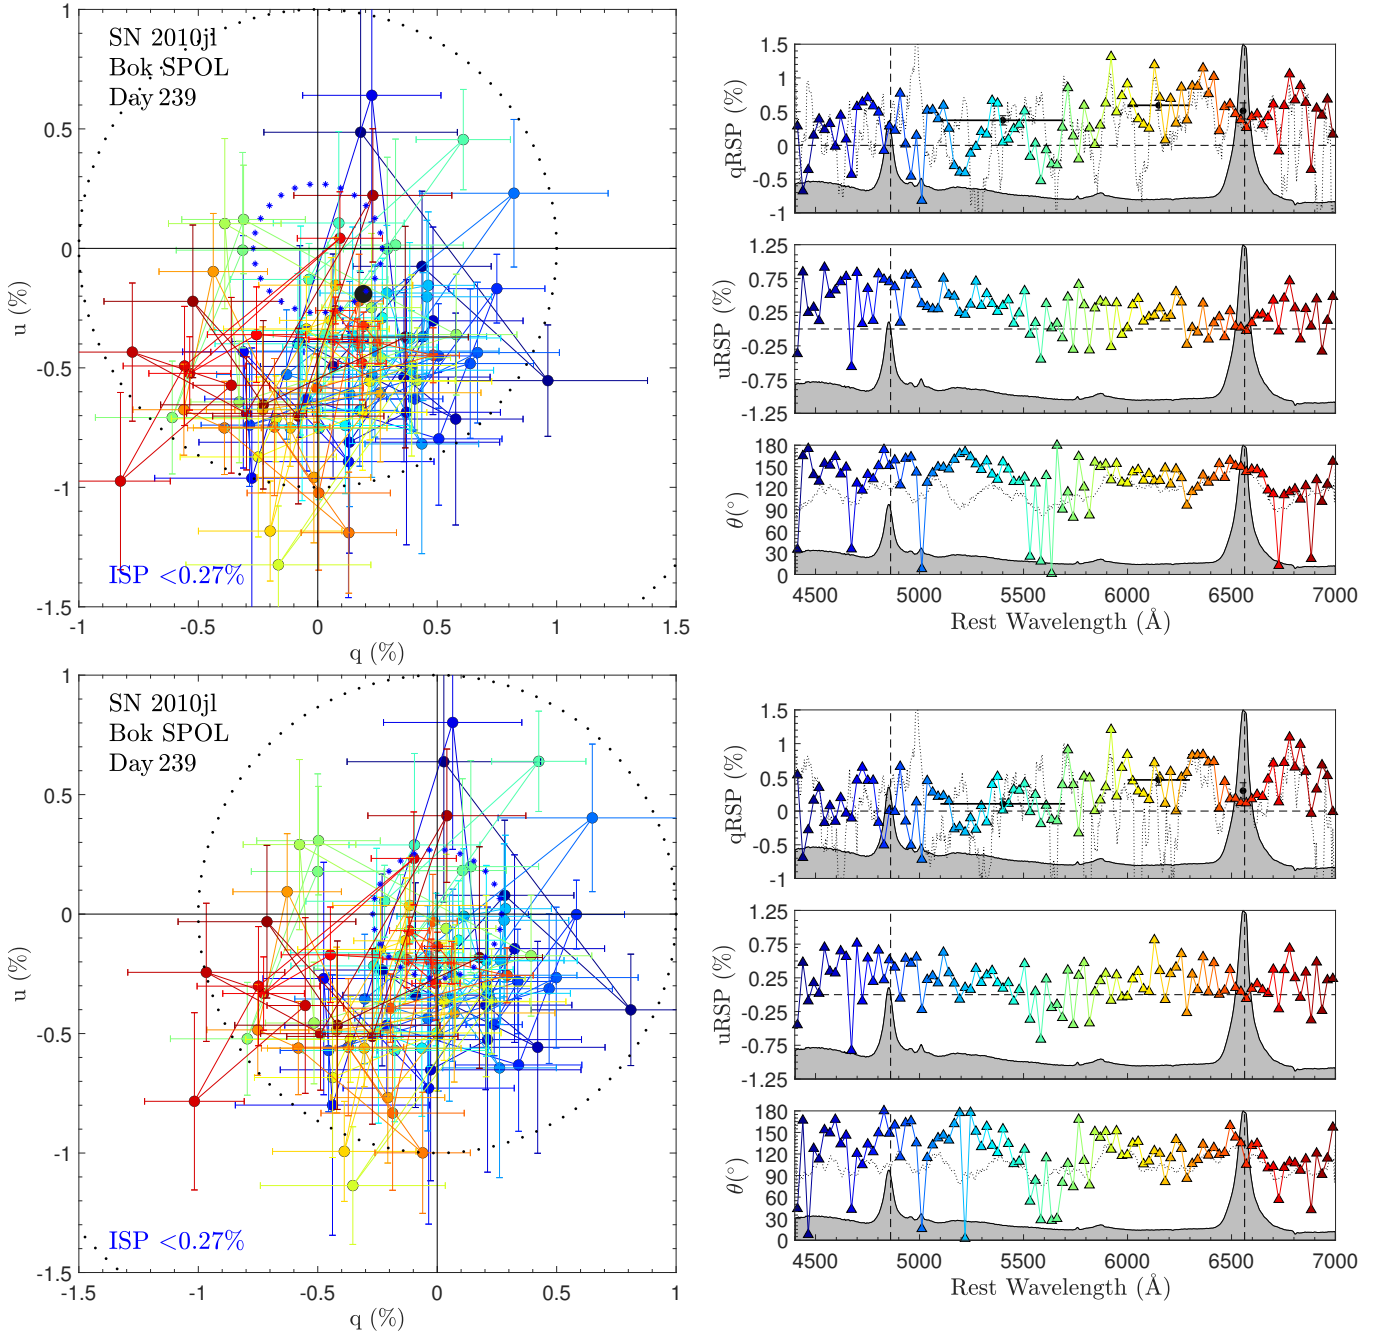 SN 2010jl
Bok SPOL
Day 239
ISP <0.27%
1
0.5
0
-0.5
-1
-1.5
u (%)
-1 -0.5 0 0.5 1 1.5
q (%)
1.5
1
0.5
0
-0.5
-1
qRSP (%)
1.25
0.75
0.25
-0.25
-0.75
-1.25
uRSP (%)
180
150
120
90
60
30
0
θ(°)
4500 5000 5500 6000 6500 7000
Rest Wavelength (Å)
SN 2010jl
Bok SPOL
Day 239
ISP <0.27%
1
0.5
0
-0.5
-1
-1.5
u (%)
-1.5 -1 -0.5 0 0.5 1
q (%)
1.5
1
0.5
0
-0.5
-1
qRSP (%)
1.25
0.75
0.25
-0.25
-0.75
-1.25
uRSP (%)
180
150
120
90
60
30
0
θ(°)
4500 5000 5500 6000 6500 7000
Rest Wavelength (Å)